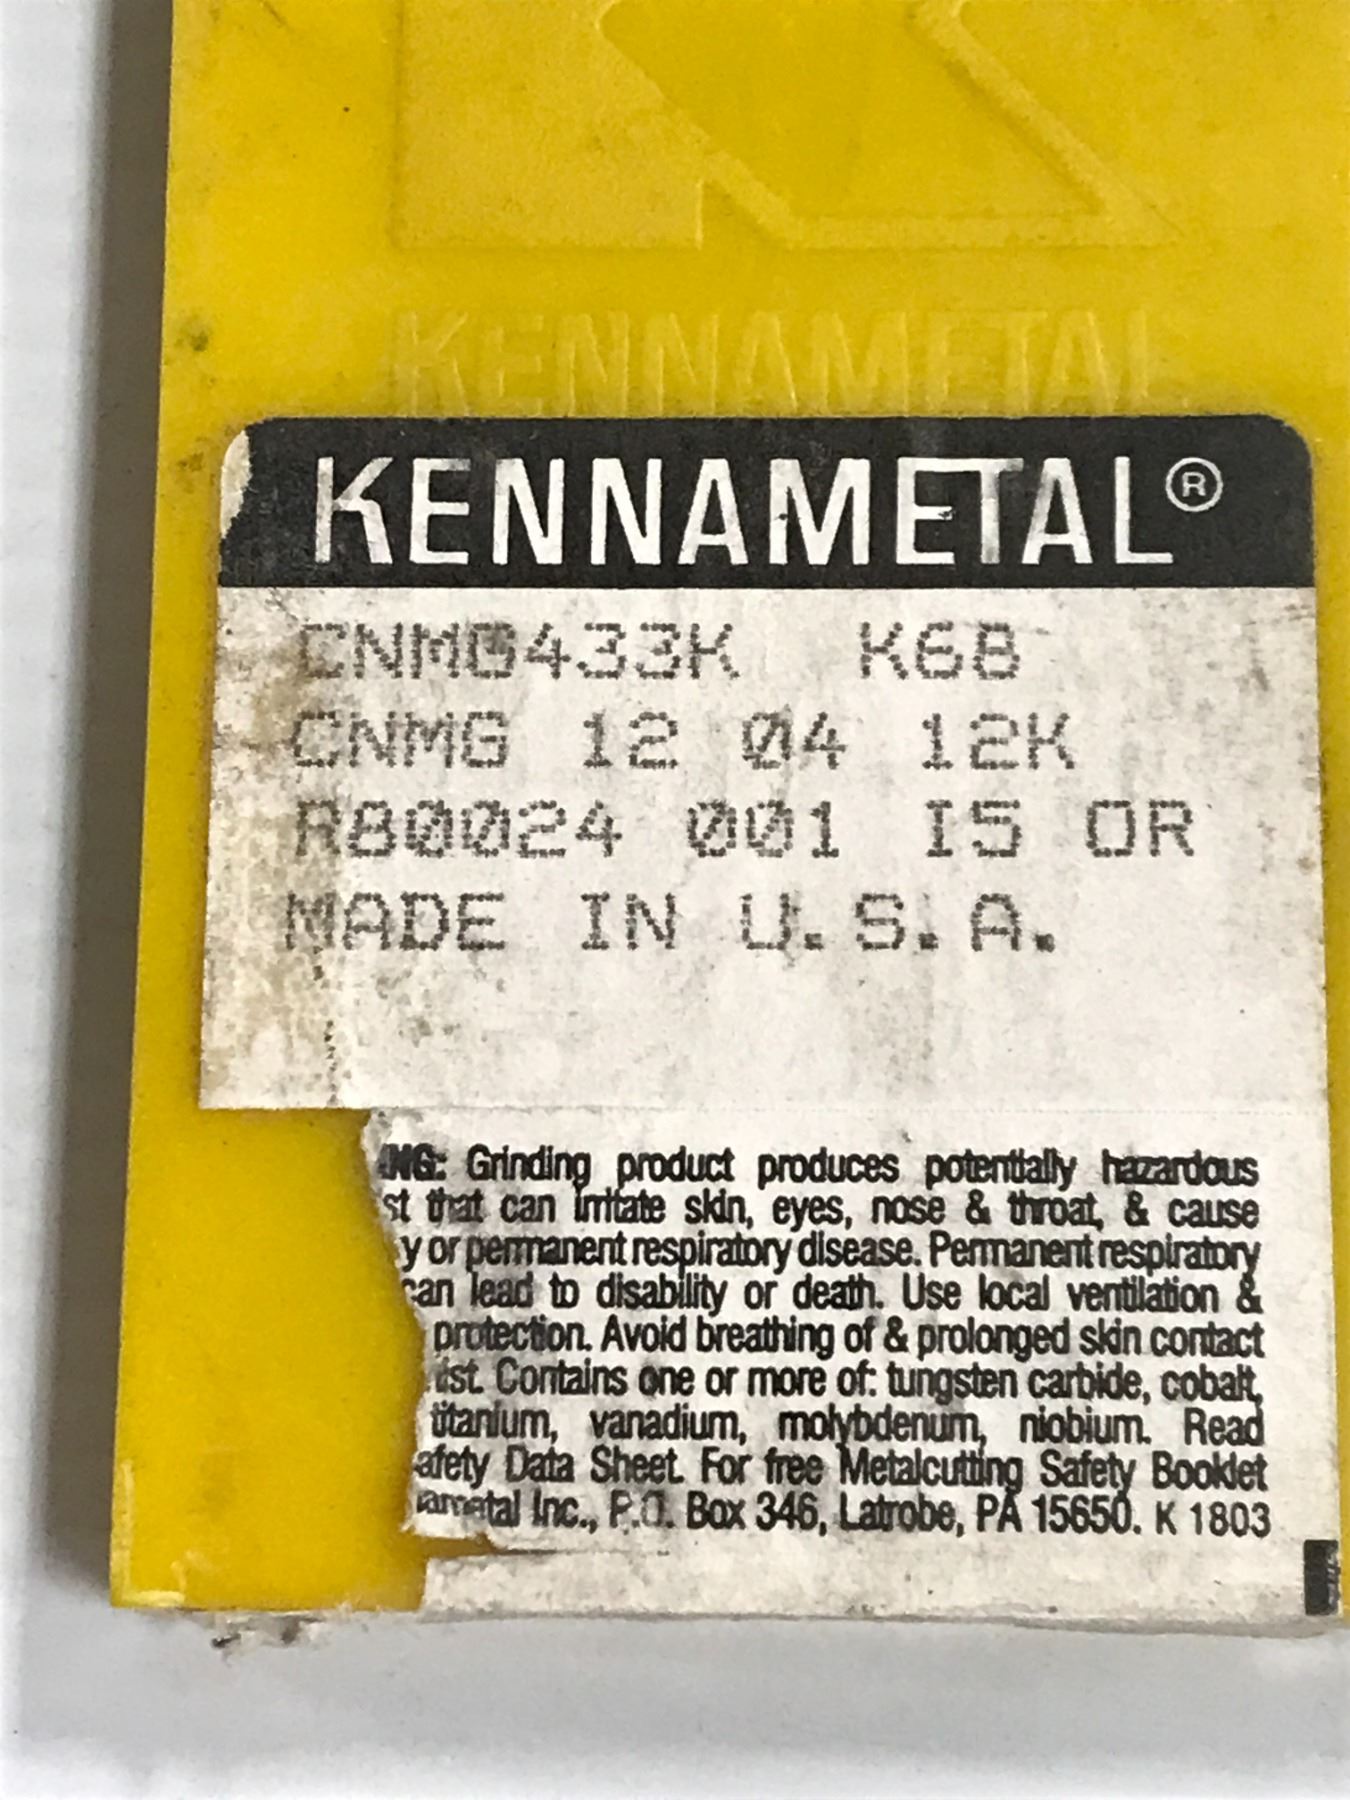 KENNAMETAL
KENNAMETAL®
CNMG433K K68
CNMG 12 04 12K
R80024 001 I5 OR
MADE IN U.S.A.
Grinding product produces potentially hazardous
that can irritate skin, eyes, nose & throat, & cause
or permanent respiratory disease. Permanent respiratory
can lead to disability or death. Use local ventilation &
protection. Avoid breathing of & prolonged skin contact
Contains one or more of: tungsten carbide, cobalt,
titanium, vanadium, molybdenum, niobium. Read
Data Sheet. For free Metalcutting Safety Booklet
Inc., P.O. Box 346, Latrobe, PA 15650. K 1803